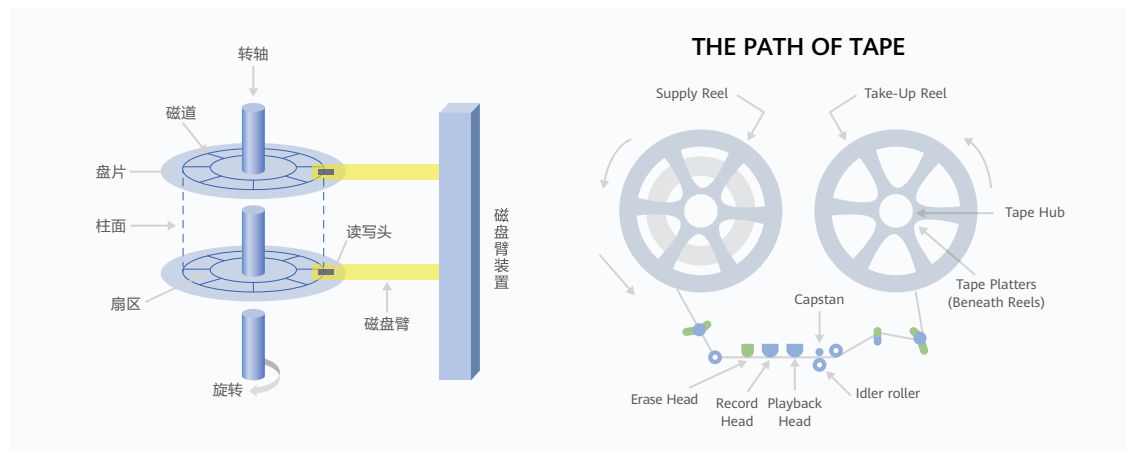 转轴
磁道
盘片
柱面
读写头
扇区
磁盘臂
旋转
磁盘臂装置
THE PATH OF TAPE
Supply Reel
Take-Up Reel
Tape Hub
Tape Platters
(Beneath Reels)
Capstan
Idler roller
Erase Head
Record
Head
Playback
Head